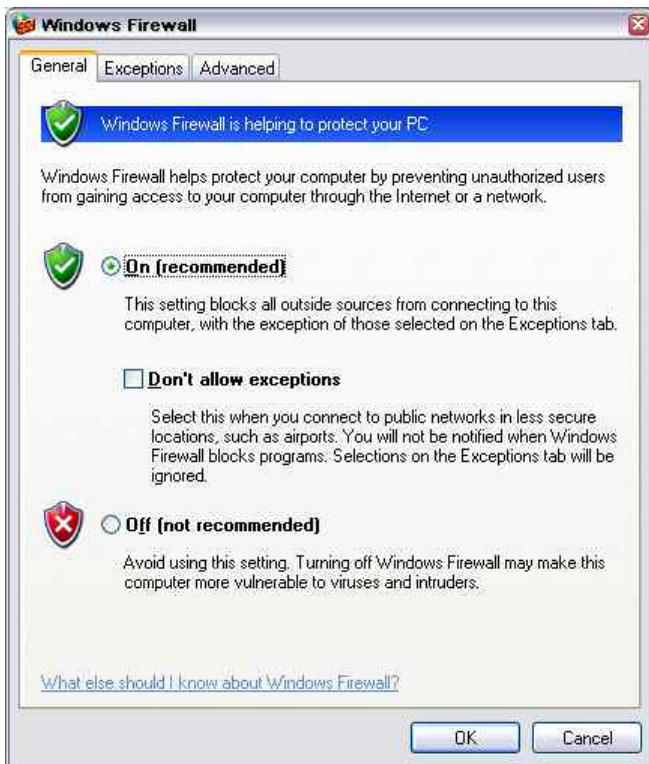 Windows Firewall
General Exceptions Advanced
Windows Firewall is helping to protect your PC
Windows Firewall helps protect your computer by preventing unauthorized users
from gaining access to your computer through the Internet or a network.
On (recommended)
This setting blocks all outside sources from connecting to this
computer, with the exception of those selected on the Exceptions tab.
Don't allow exceptions
Select this when you connect to public networks in less secure
locations, such as airports. You will not be notified when Windows
Firewall blocks programs. Selections on the Exceptions tab will be
ignored.
Off (not recommended)
Avoid using this setting. Turning off Windows Firewall may make this
computer more vulnerable to viruses and intruders.
What else should I know about Windows Firewall?
OK Cancel